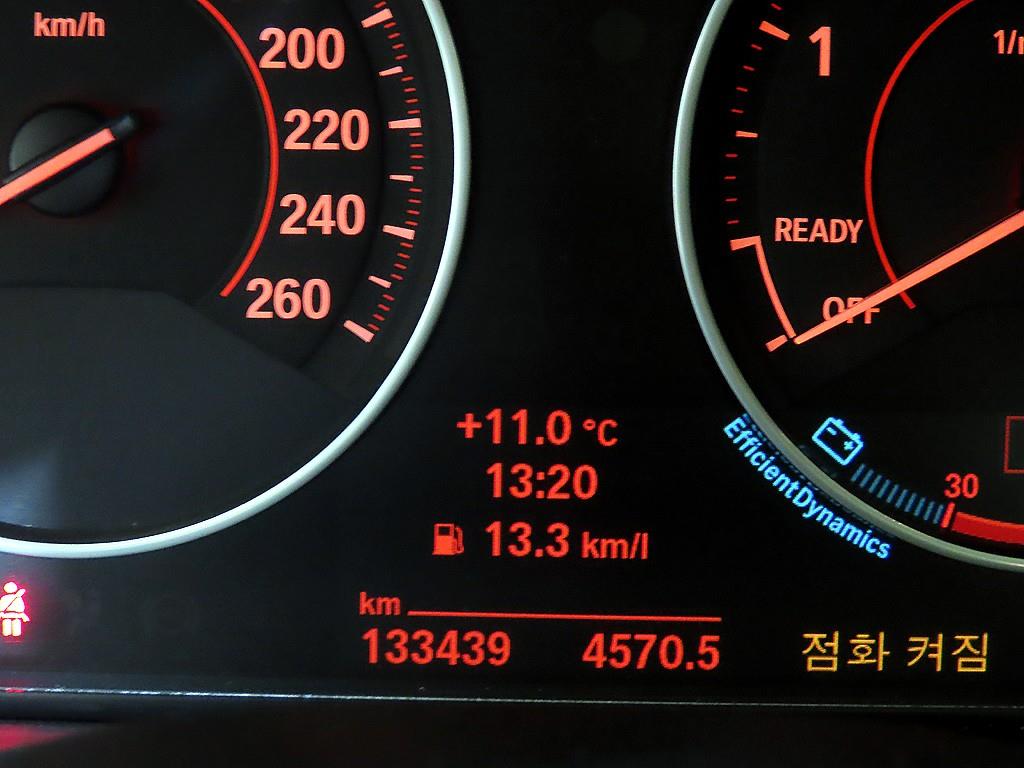 km/h
200
220
240
260
1
READY
OFF
+11.0 °C
13:20
13.3 km/l
EfficientDynamics
30
km
133439 4570.5
점화 켜짐